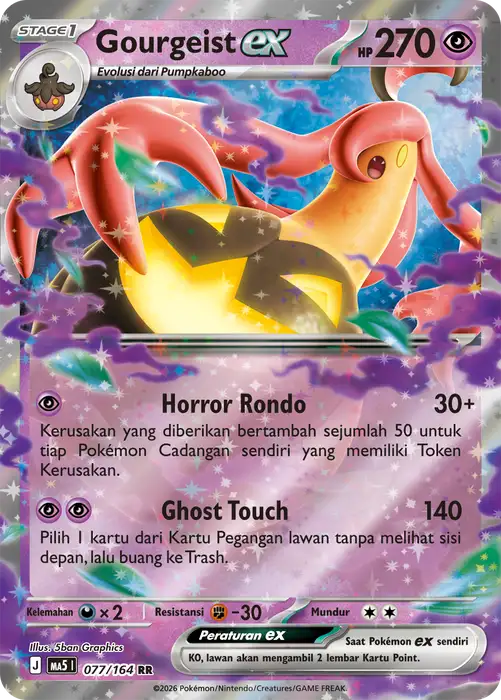 STAGE 1
Gourgeist ex
HP 270
Evolusi dari Pumpkaboo
Horror Rondo 30+
Kerusakan yang diberikan bertambah sejumlah 50 untuk
tiap Pokémon Cadangan sendiri yang memiliki Token
Kerusakan.
Ghost Touch 140
Pilih 1 kartu dari Kartu Pegangan lawan tanpa melihat sisi
depan, lalu buang ke Trash.
Kelemahan ×2 Resistansi -30 Mundur
Illus. 5ban Graphics
Peraturan ex
Saat Pokémon ex sendiri
KO, lawan akan mengambil 2 lembar Kartu Point.
J MA5 I 077/164 RR
©2026 Pokémon/Nintendo/Creatures/GAME FREAK.